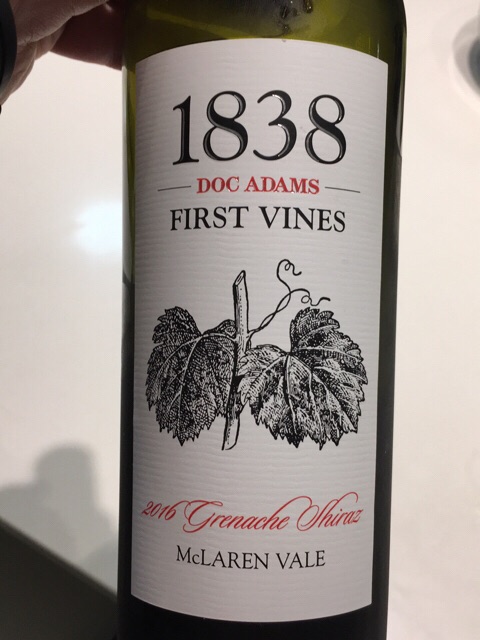 1838
DOC ADAMS
FIRST VINES
2016 Grenache Shiraz
McLAREN VALE